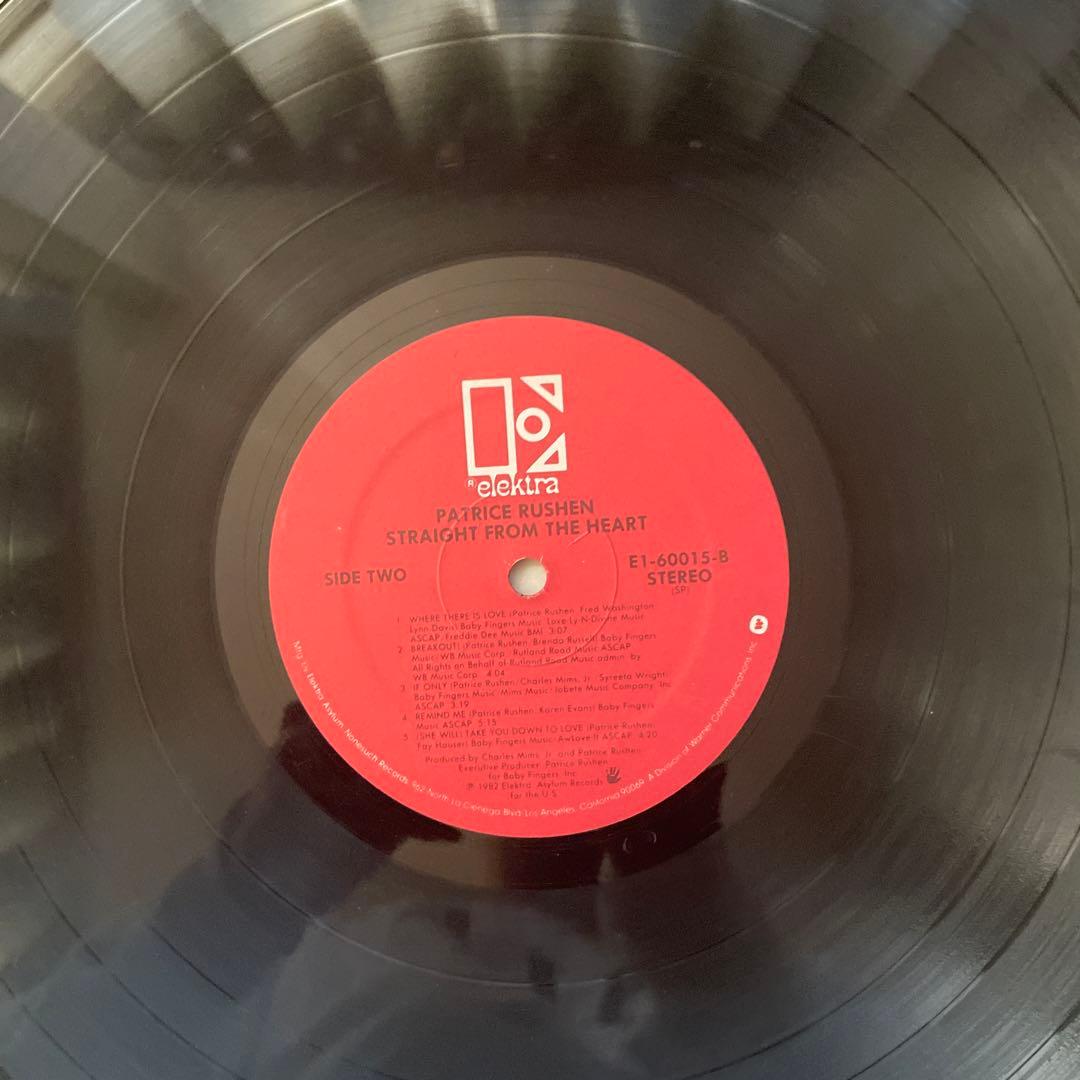 ® elektra
PATRICE RUSHEN
STRAIGHT FROM THE HEART
SIDE TWO
E1-60015-B
STEREO
(SP)
1 WHERE THERE IS LOVE (Patrice Rushen Fred Washington
Lynn Davis) Baby Fingers Music Love Ly-N-Divine Music
ASCAP Freddie Dee Music BMI 3:07
2 BREAKOUT! (Patrice Rushen Brenda Russell) Baby Fingers
Music WB Music Corp Rutland Road Music ASCAP
All Rights on Behalf of Rutland Road Music admin. by
WB Music Corp. 4:04
3 IF ONLY (Patrice Rushen/Charles Mims, Jr. Syreeta Wright)
Baby Fingers Music/Mims Music/Jobete Music Company Inc
ASCAP 3:19
4 REMIND ME (Patrice Rushen Karen Evans) Baby Fingers
Music ASCAP 5:15
5 (SHE WILL) TAKE YOU DOWN TO LOVE (Patrice Rushen
Fay Hauser) Baby Fingers Music/AwLove-It ASCAP 4:20
Produced by Charles Mims, Jr. and Patrice Rushen
Executive Producer Patrice Rushen
for Baby Fingers, Inc
℗ 1982 Elektra Asylum Records
for the U.S.
Mfg. by Elektra Asylum Nonesuch Records 962 North La Cienega Blvd Los Angeles, California 90069 A Division of Warner Communications Inc.